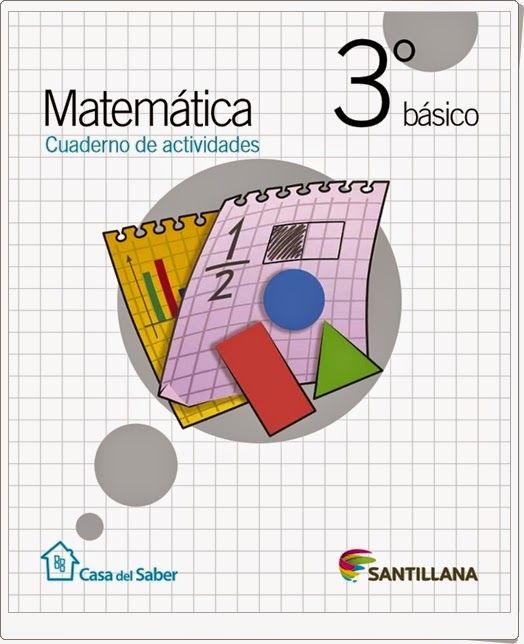 3° básico
Matemática
Cuaderno de actividades
1
2
Casa del Saber
SANTILLANA